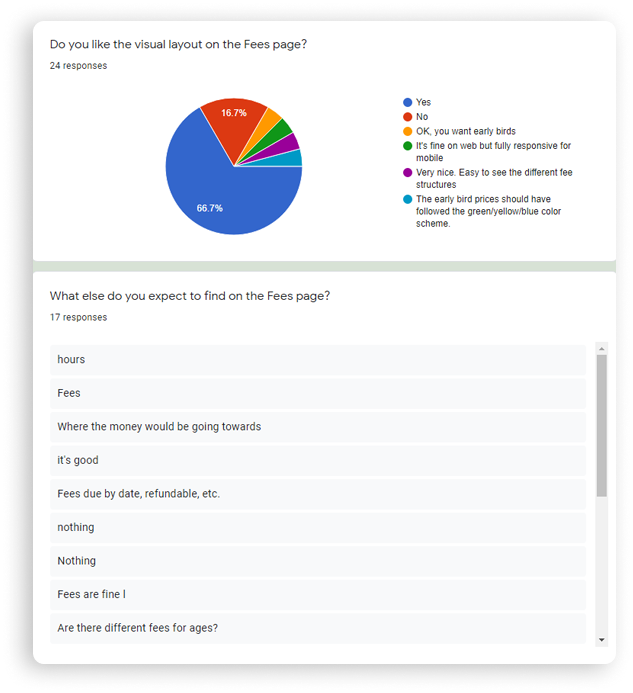 Do you like the visual layout on the Fees page?
24 responses
16.7%
66.7%
Yes
No
OK, you want early birds
It's fine on web but fully responsive for
mobile
Very nice. Easy to see the different fee
structures
The early bird prices should have
followed the green/yellow/blue color
scheme.
What else do you expect to find on the Fees page?
17 responses
hours
Fees
Where the money would be going towards
it's good
Fees due by date, refundable, etc.
nothing
Nothing
Fees are fine l
Are there different fees for ages?